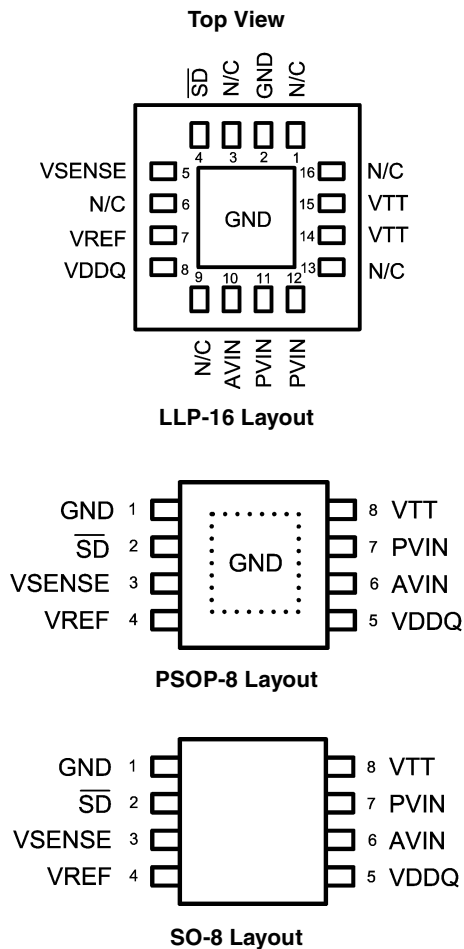 Top View
SD N/C GND N/C
4 3 2 1
VSENSE 5 16 N/C
N/C 6 15 VTT
GND
VREF 7 14 VTT
VDDQ 8 13 N/C
9 10 11 12
N/C AVIN PVIN PVIN
LLP-16 Layout
GND 1 8 VTT
SD 2 7 PVIN
GND
VSENSE 3 6 AVIN
VREF 4 5 VDDQ
PSOP-8 Layout
GND 1 8 VTT
SD 2 7 PVIN
VSENSE 3 6 AVIN
VREF 4 5 VDDQ
SO-8 Layout